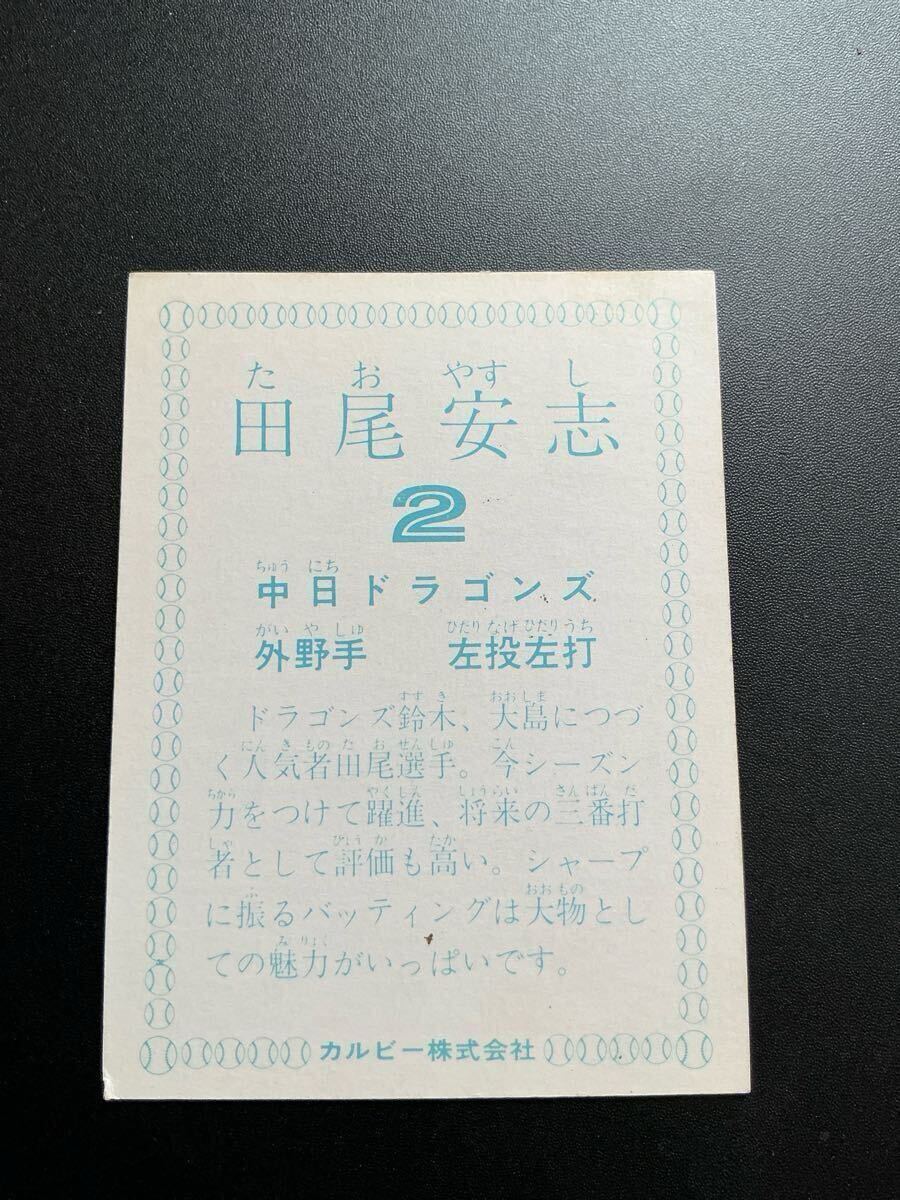 た お やす し
田尾安志
2
ちゅう にち
中日ドラゴンズ
がい や しゅ ひだり なげ ひだり うち
外野手 左投左打
すず き おお しま
ドラゴンズ鈴木、大島につづ
にん き もの た お せん しゅ こん
く人気者田尾選手。今シーズン
ちから やく しん しょう らい さん ばん だ
力をつけて躍進、将来の三番打
しゃ ひょう か たか
者として評価も高い。シャープ
ふ おお もの
に振るバッティングは大物とし
み りょく
ての魅力がいっぱいです。
カルビー株式会社